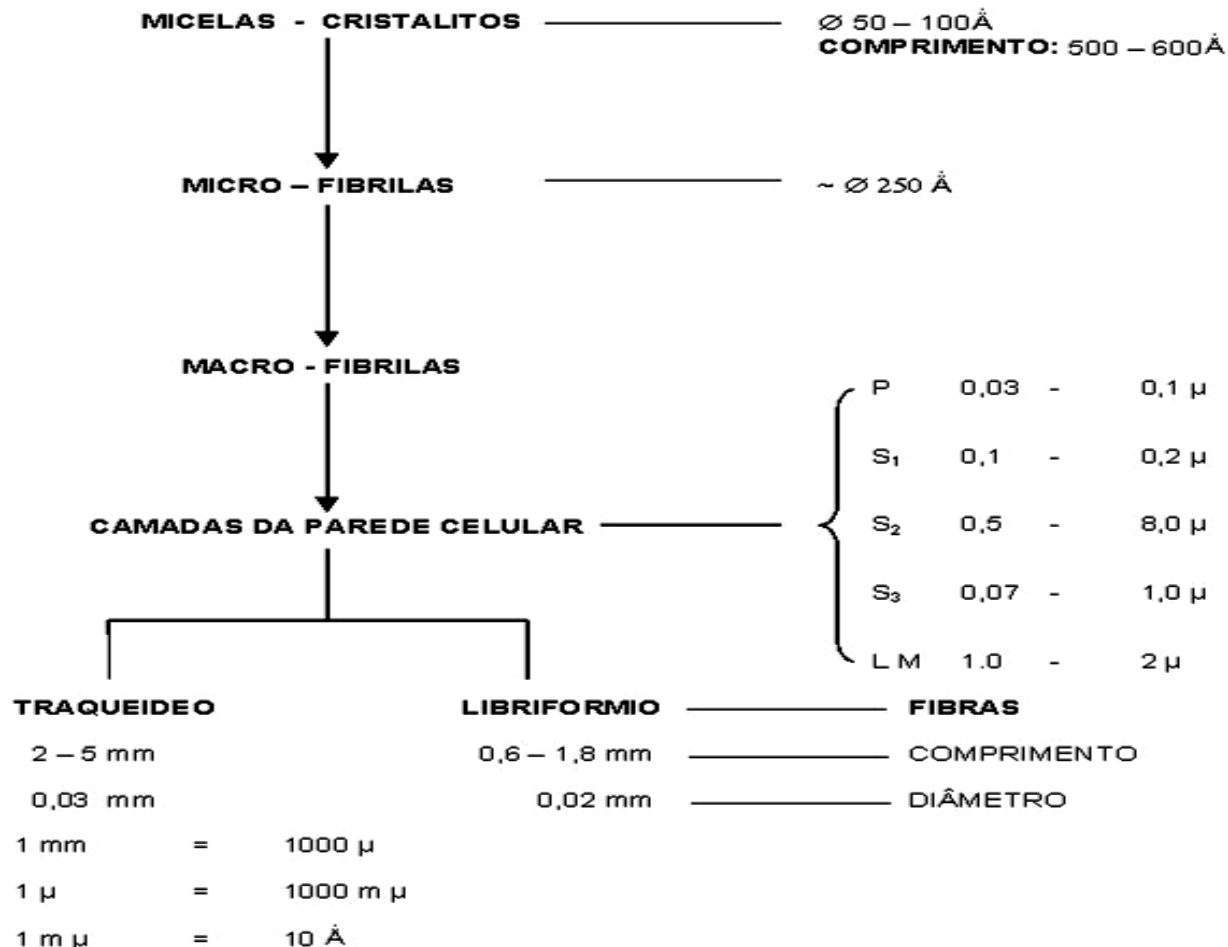 MICELAS - CRISTALITOS Ø 50 – 100Å
COMPRIMENTO: 500 – 600Å
MICRO – FIBRILAS ~ Ø 250 Å
MACRO - FIBRILAS
P 0,03 - 0,1 µ
S₁ 0,1 - 0,2 µ
CAMADAS DA PAREDE CELULAR S₂ 0,5 - 8,0 µ
S₃ 0,07 - 1,0 µ
L M 1.0 - 2 µ
TRAQUEIDEO LIBRIFORMIO FIBRAS
2 – 5 mm 0,6 – 1,8 mm COMPRIMENTO
0,03 mm 0,02 mm DIÂMETRO
1 mm = 1000 µ
1 µ = 1000 m µ
1 m µ = 10 Å